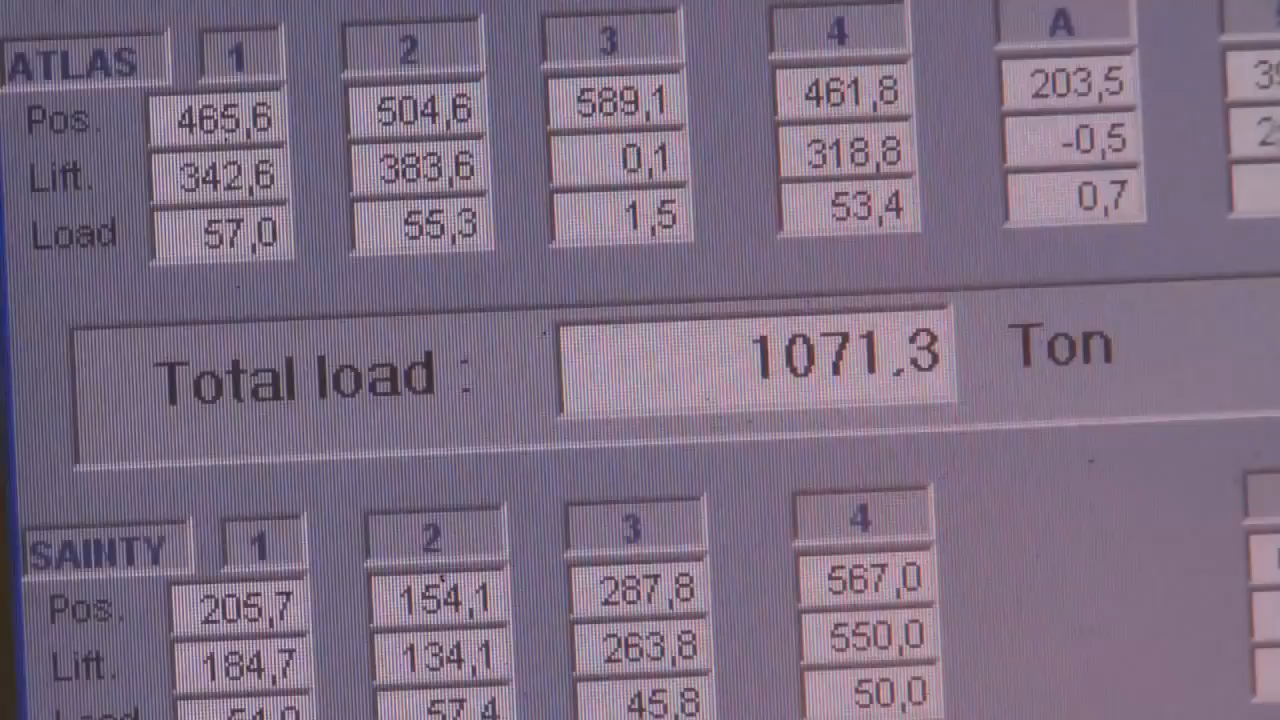 ATLAS 1 2 3 4 A
Pos. 465,6 504,6 589,1 461,8 203,5
Lift. 342,6 383,6 0,1 318,8 -0,5
Load 57,0 55,3 1,5 53,4 0,7
Total load : 1071.3 Ton
SAINTY 1 2 3 4
Pos. 205,7 154,1 287,8 567,0
Lift. 184,7 134,1 263,8 550,0
Load 57,4 45,8 50,0